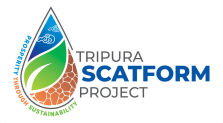 PROSPERITY THROUGH SUSTAINABILITY
TRIPURA
SCATFORM
PROJECT